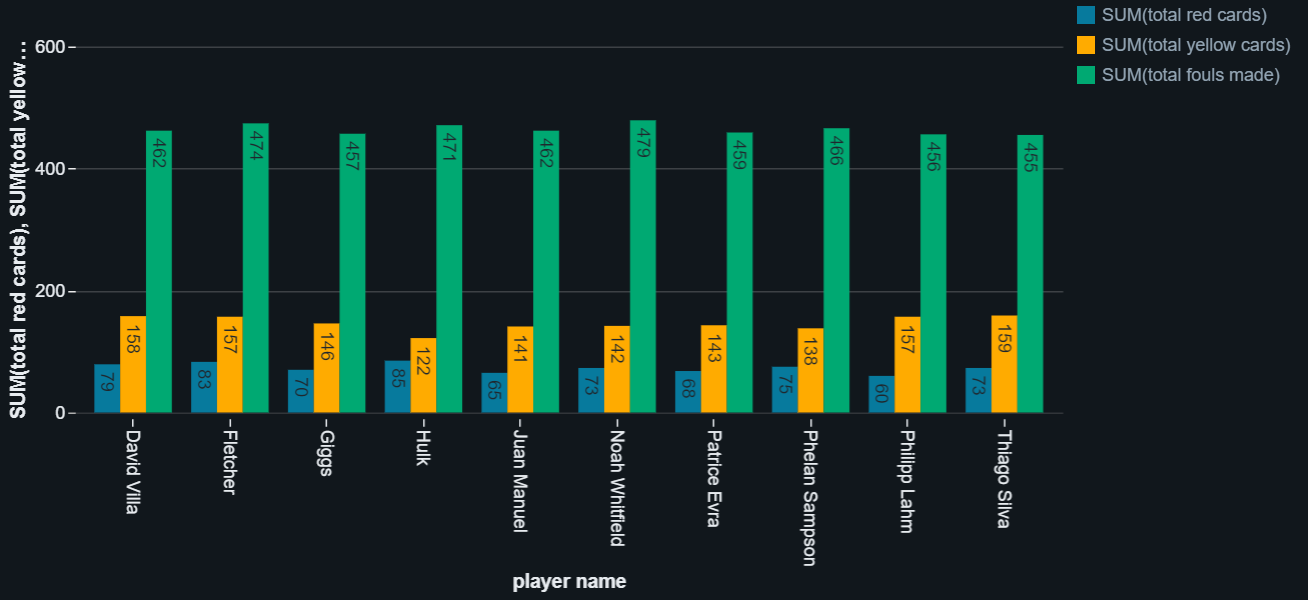 SUM(total red cards)
SUM(total yellow cards)
SUM(total fouls made)
SUM(total red cards), SUM(total yellow...
600
400
200
0
79
158
462
83
157
474
70
146
457
85
122
471
65
141
462
73
142
479
68
143
459
75
138
466
60
157
456
73
159
455
David Villa
Fletcher
Giggs
Hulk
Juan Manuel
Noah Whitfield
Patrice Evra
Phelan Sampson
Philipp Lahm
Thiago Silva
player name